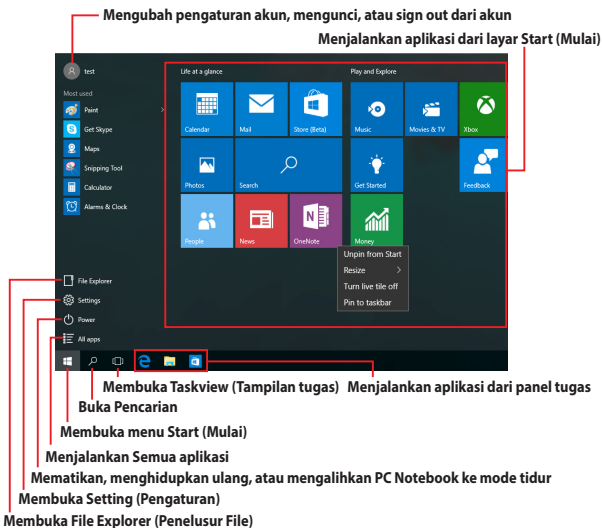 Mengubah pengaturan akun, mengunci, atau sign out dari akun
Menjalankan aplikasi dari layar Start (Mulai)
test
Life at a glance
Play and Explore
Most used
Paint
Get Skype
Maps
Snipping Tool
Calculator
Alarms & Clock
Calendar
Mail
Store (Beta)
Music
Movies & TV
Xbox
Photos
Search
Get Started
Feedback
People
News
OneNote
Money
Unpin from Start
Resize
Turn live tile off
Pin to taskbar
File Explorer
Settings
Power
All apps
Membuka Taskview (Tampilan tugas)
Menjalankan aplikasi dari panel tugas
Buka Pencarian
Membuka menu Start (Mulai)
Menjalankan Semua aplikasi
Mematikan, menghidupkan ulang, atau mengalihkan PC Notebook ke mode tidur
Membuka Setting (Pengaturan)
Membuka File Explorer (Penelusur File)